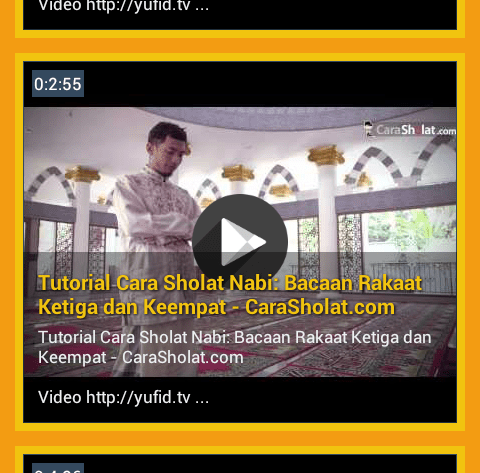 Video http://yufid.tv ...
0:2:55
CaraSholat.com
Tutorial Cara Sholat Nabi: Bacaan Rakaat
Ketiga dan Keempat - CaraSholat.com
Tutorial Cara Sholat Nabi: Bacaan Rakaat Ketiga dan
Keempat - CaraSholat.com
Video http://yufid.tv ...